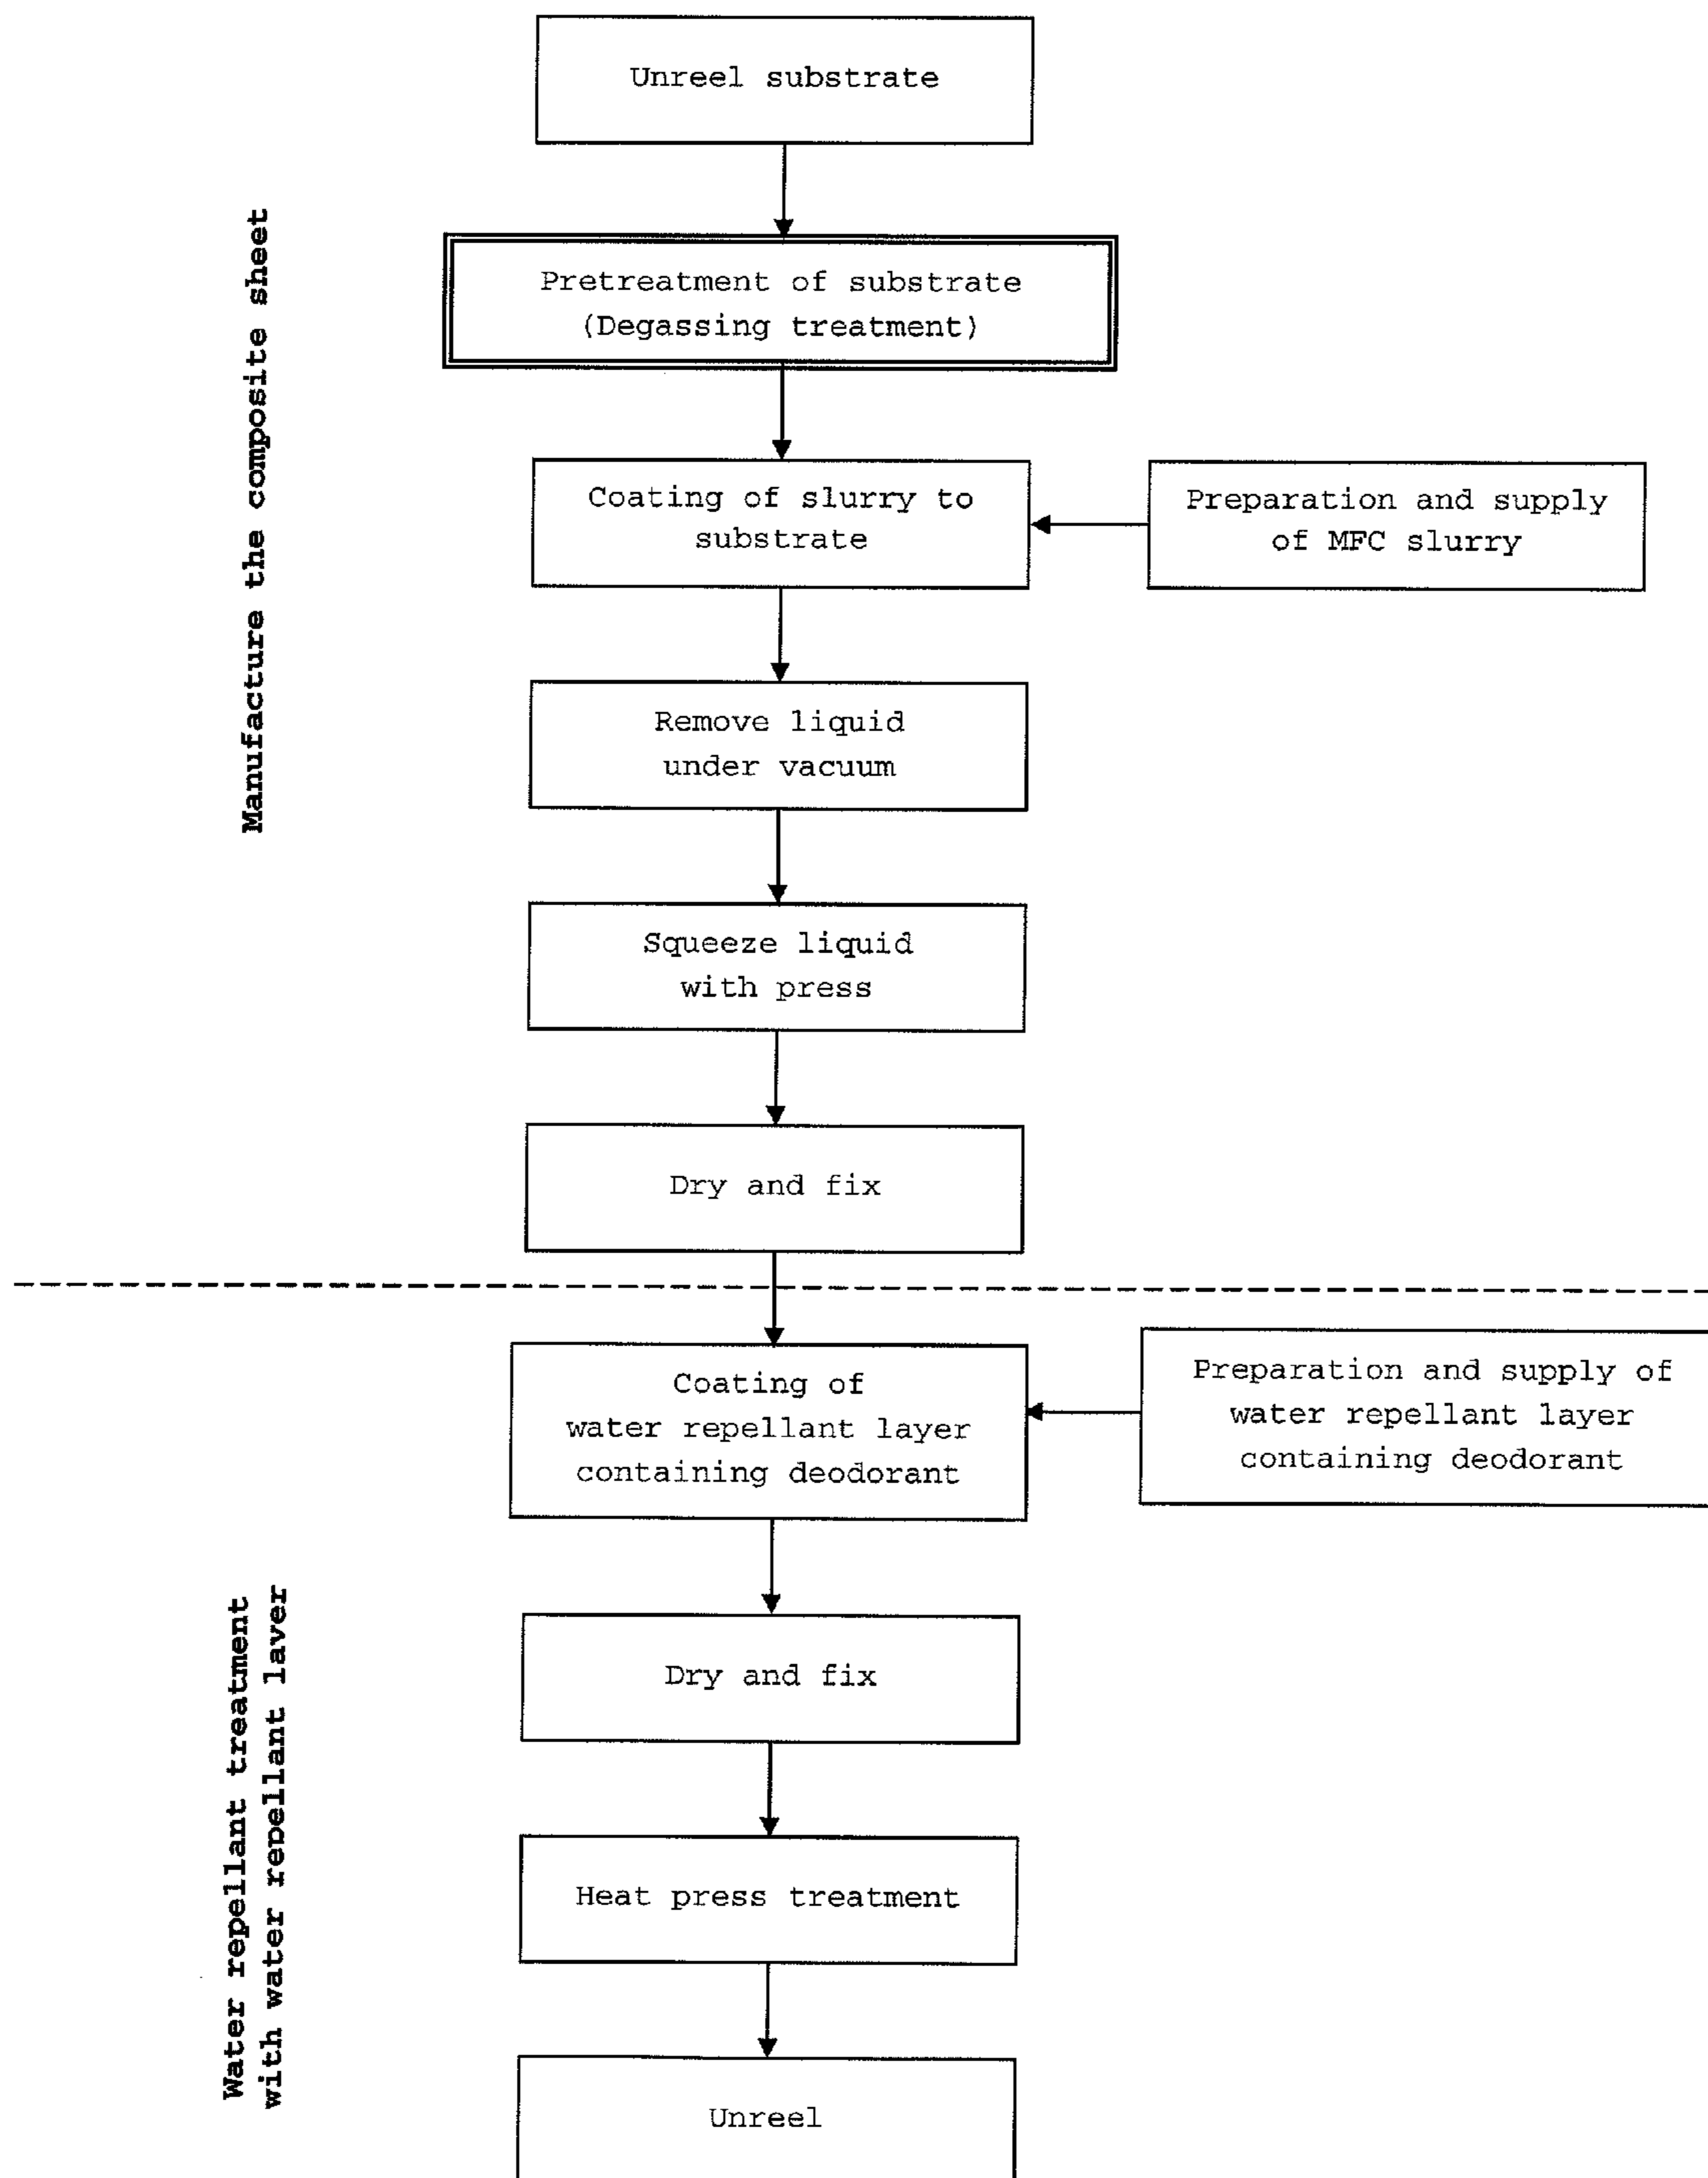 Unreel substrate
Manufacture the composite sheet
Pretreatment of substrate
(Degassing treatment)
Coating of slurry to
substrate
Preparation and supply
of MFC slurry
Remove liquid
under vacuum
Squeeze liquid
with press
Dry and fix
Coating of
water repellant layer
containing deodorant
Preparation and supply of
water repellant layer
containing deodorant
Water repellant treatment
with water repellant layer
Dry and fix
Heat press treatment
Unreel